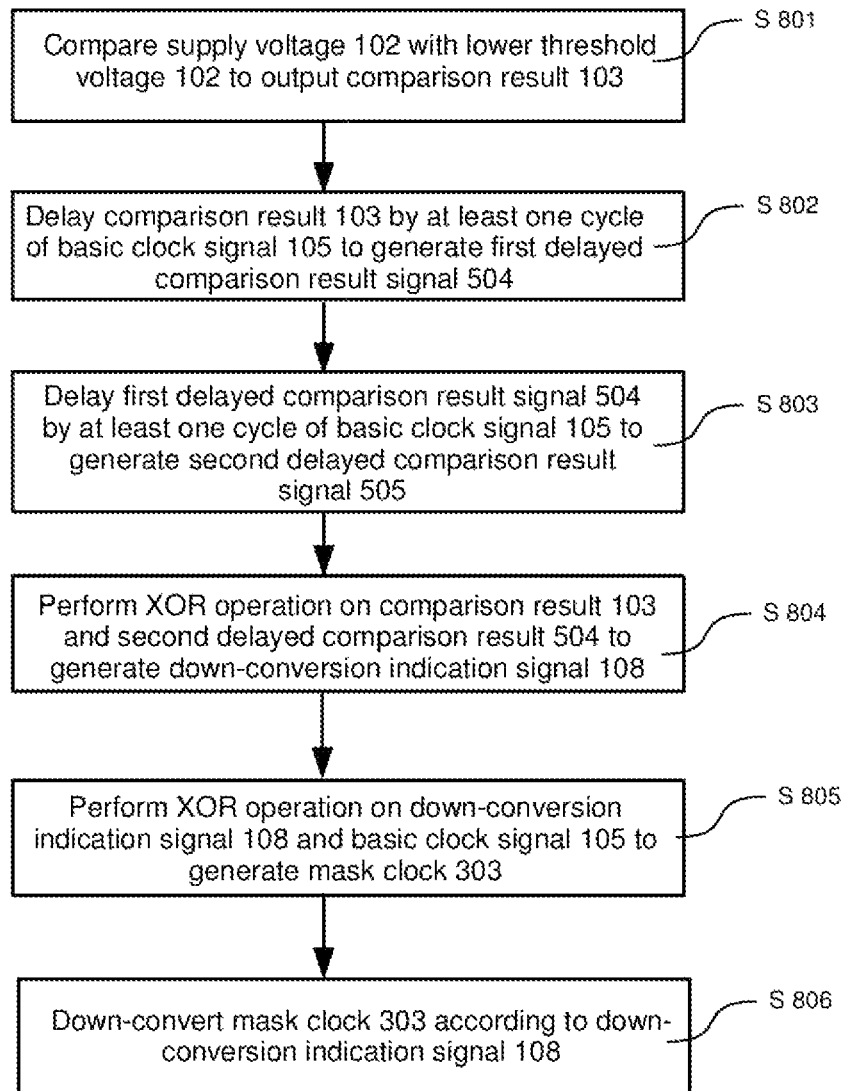 Compare supply voltage 102 with lower threshold
voltage 102 to output comparison result 103
S 801
Delay comparison result 103 by at least one cycle
of basic clock signal 105 to generate first delayed
comparison result signal 504
S 802
Delay first delayed comparison result signal 504
by at least one cycle of basic clock signal 105 to
generate second delayed comparison result
signal 505
S 803
Perform XOR operation on comparison result 103
and second delayed comparison result 504 to
generate down-conversion indication signal 108
S 804
Perform XOR operation on down-conversion
indication signal 108 and basic clock signal 105 to
generate mask clock 303
S 805
Down-convert mask clock 303 according to down-
conversion indication signal 108
S 806